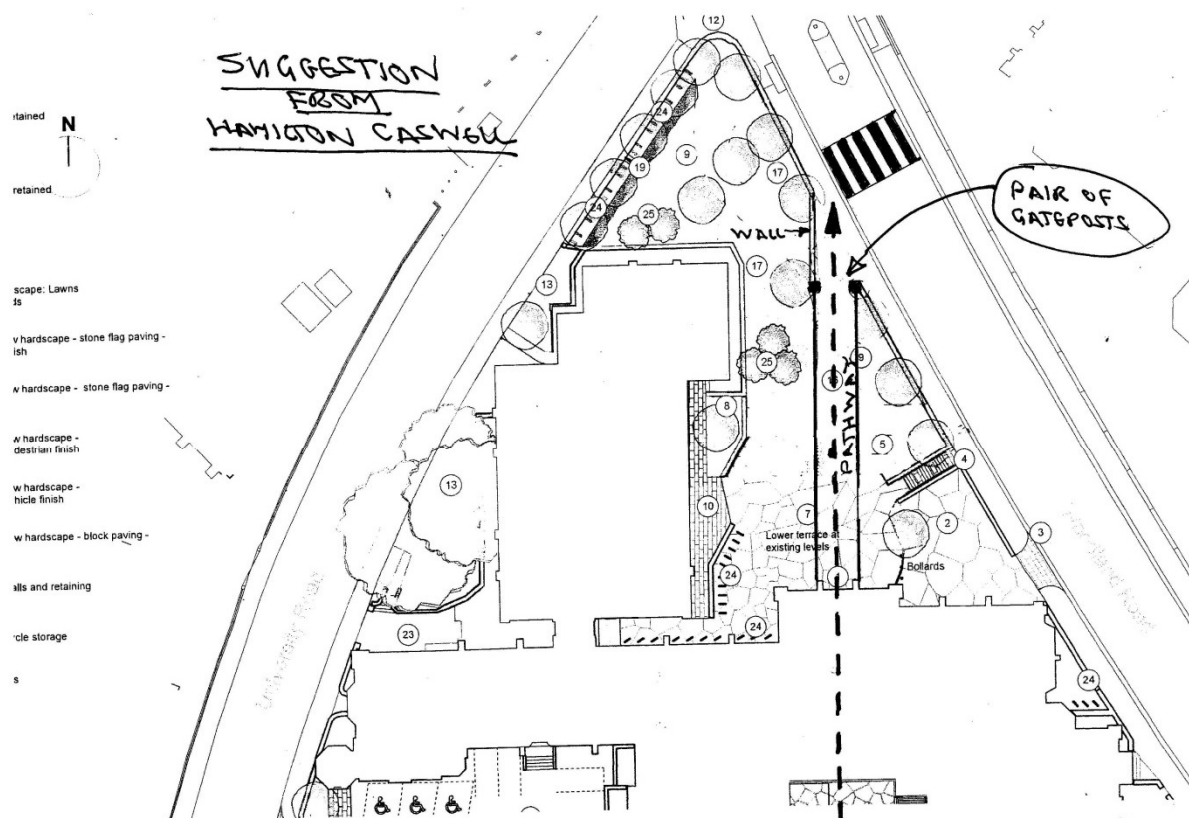 SUGGESTION
FROM
HAMILTON CASWELL
N
retained
scape: Lawns
hardscape - stone flag paving -
ish
hardscape - stone flag paving -
hardscape -
destrian finish
hardscape -
hicle finish
hardscape - block paving -
alls and retaining
cle storage
s
12
24
9
19
17
24
25
WALL
PAIR OF
GATEPOSTS
17
13
25
9
PATHWAY
8
5
4
13
10
7
2
3
Lower terrace at
existing levels
Bollards
24
24
23
24
University Road